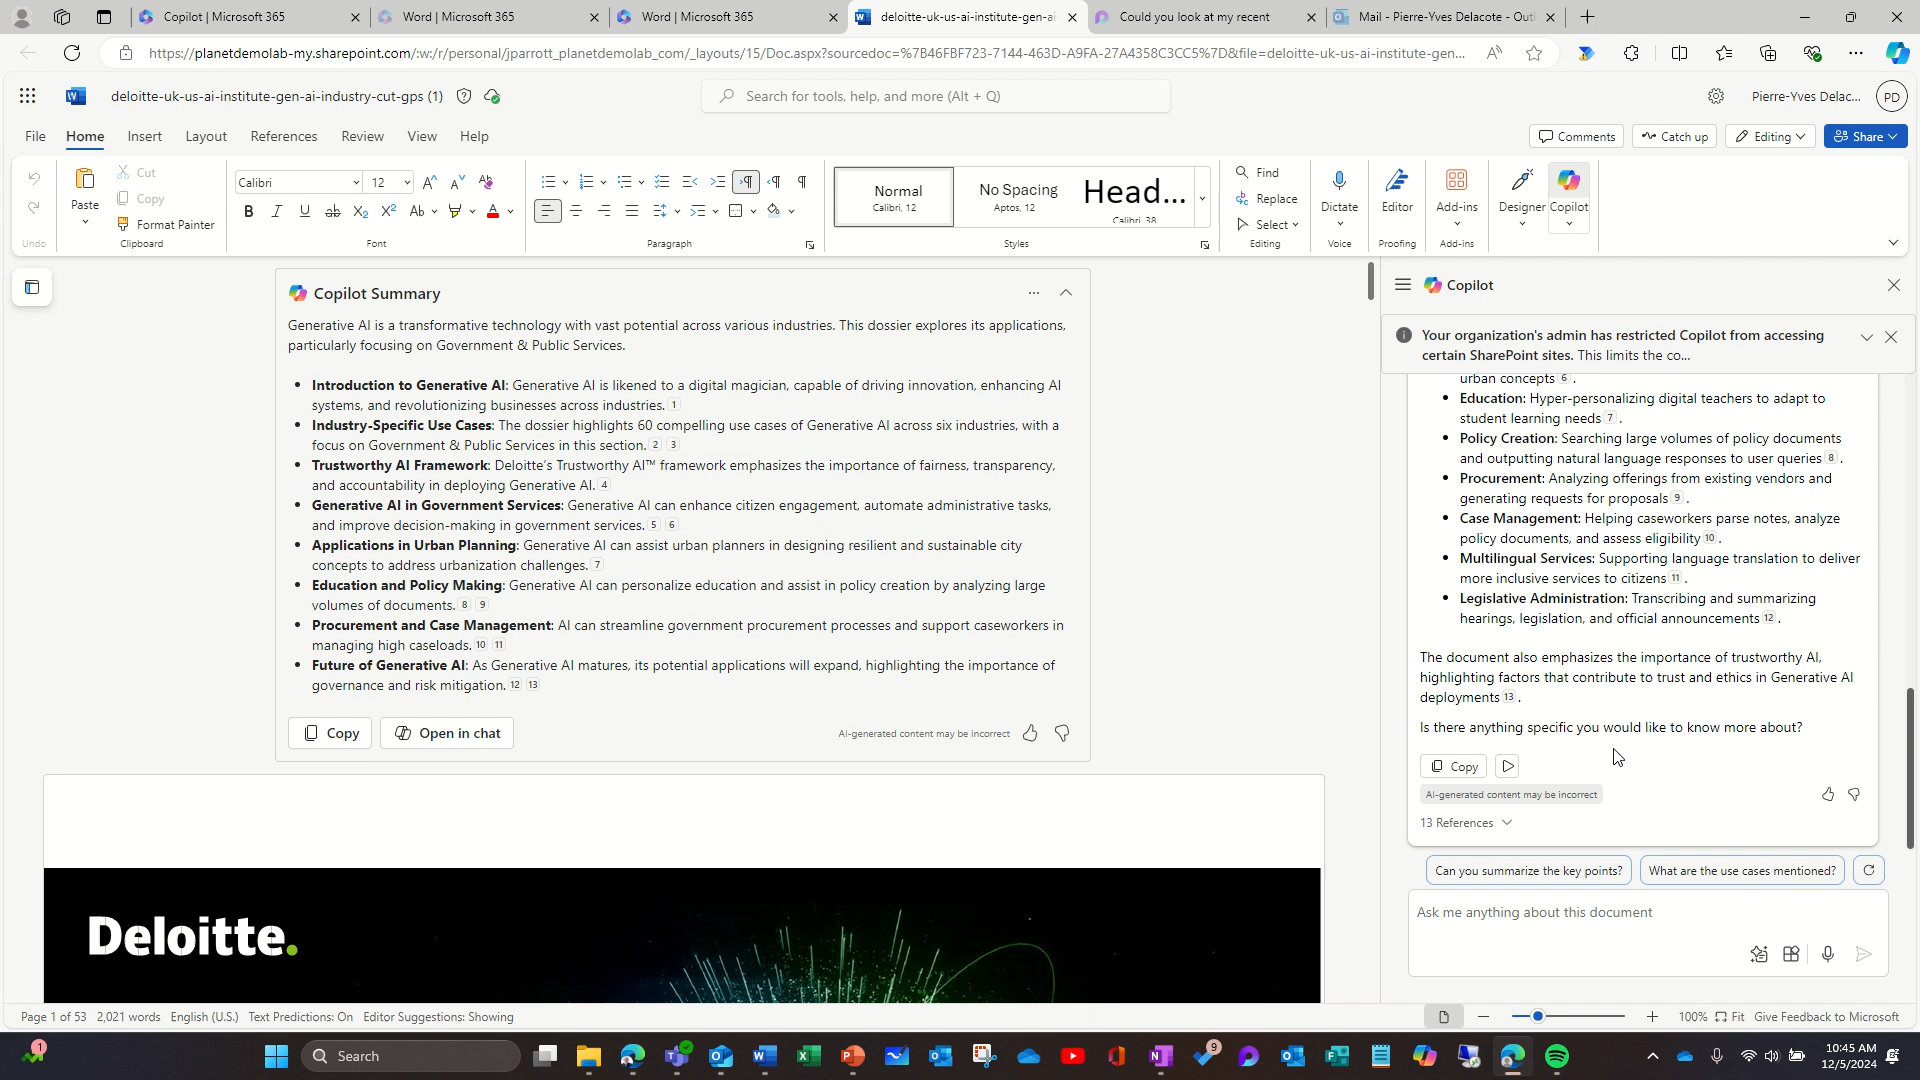 Copilot | Microsoft 365
Word | Microsoft 365
Word | Microsoft 365
deloitte-uk-us-ai-institute-gen-ai-
Could you look at my recent
Mail - Pierre-Yves Delacote - Outl
https://planetdemolab-my.sharepoint.com/:w:/r/personal/jparrott_planetdemolab_com/_layouts/15/Doc.aspx?sourcedoc=%7B46FBF723-7144-463D-A9FA-27A4358C3CC5%7D&file=deloitte-uk-us-ai-institute-gen...
deloitte-uk-us-ai-institute-gen-ai-industry-cut-gps (1)
Search for tools, help, and more (Alt + Q)
Pierre-Yves Delac...
PD
File Home Insert Layout References Review View Help
Comments Catch up Editing Share
Paste
Cut
Copy
Format Painter
Calibri 12
Normal
Calibri, 12
No Spacing
Aptos, 12
Head...
Calibri, 38
Find
Replace
Select
Dictate
Editor
Add-ins
Designer
Copilot
Undo Clipboard Font Paragraph Styles Editing Voice Proofing Add-ins
Copilot Summary
Generative AI is a transformative technology with vast potential across various industries. This dossier explores its applications,
particularly focusing on Government & Public Services.
• Introduction to Generative AI: Generative AI is likened to a digital magician, capable of driving innovation, enhancing AI
systems, and revolutionizing businesses across industries. 1
• Industry-Specific Use Cases: The dossier highlights 60 compelling use cases of Generative AI across six industries, with a
focus on Government & Public Services in this section. 2 3
• Trustworthy AI Framework: Deloitte's Trustworthy AI™ framework emphasizes the importance of fairness, transparency,
and accountability in deploying Generative AI. 4
• Generative AI in Government Services: Generative AI can enhance citizen engagement, automate administrative tasks,
and improve decision-making in government services. 5 6
• Applications in Urban Planning: Generative AI can assist urban planners in designing resilient and sustainable city
concepts to address urbanization challenges. 7
• Education and Policy Making: Generative AI can personalize education and assist in policy creation by analyzing large
volumes of documents. 8 9
• Procurement and Case Management: AI can streamline government procurement processes and support caseworkers in
managing high caseloads. 10 11
• Future of Generative AI: As Generative AI matures, its potential applications will expand, highlighting the importance of
governance and risk mitigation. 12 13
Copy
Open in chat
AI-generated content may be incorrect
Deloitte.
Copilot
Your organization's admin has restricted Copilot from accessing
certain SharePoint sites. This limits the co...
urban concepts 6 .
• Education: Hyper-personalizing digital teachers to adapt to
student learning needs 7 .
• Policy Creation: Searching large volumes of policy documents
and outputting natural language responses to user queries 8 .
• Procurement: Analyzing offerings from existing vendors and
generating requests for proposals 9 .
• Case Management: Helping caseworkers parse notes, analyze
policy documents, and assess eligibility 10 .
• Multilingual Services: Supporting language translation to deliver
more inclusive services to citizens 11 .
• Legislative Administration: Transcribing and summarizing
hearings, legislation, and official announcements 12 .
The document also emphasizes the importance of trustworthy AI,
highlighting factors that contribute to trust and ethics in Generative AI
deployments 13 .
Is there anything specific you would like to know more about?
Copy
AI-generated content may be incorrect
13 References
Can you summarize the key points?
What are the use cases mentioned?
Ask me anything about this document
Page 1 of 53 2,021 words English (U.S.) Text Predictions: On Editor Suggestions: Showing
100% Fit Give Feedback to Microsoft
1
Search
9
10:45 AM
12/5/2024